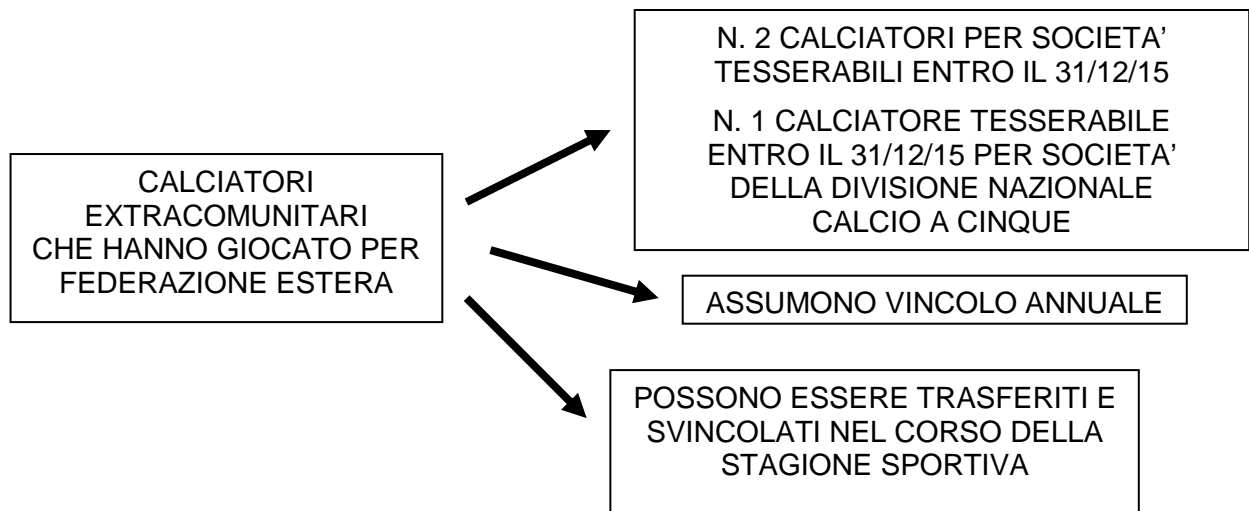 CALCIATORI
EXTRACOMUNITARI
CHE HANNO GIOCATO PER
FEDERAZIONE ESTERA
N. 2 CALCIATORI PER SOCIETA’
TESSERABILI ENTRO IL 31/12/15
N. 1 CALCIATORE TESSERABILE
ENTRO IL 31/12/15 PER SOCIETA’
DELLA DIVISIONE NAZIONALE
CALCIO A CINQUE
ASSUMONO VINCOLO ANNUALE
POSSONO ESSERE TRASFERITI E
SVINCOLATI NEL CORSO DELLA
STAGIONE SPORTIVA